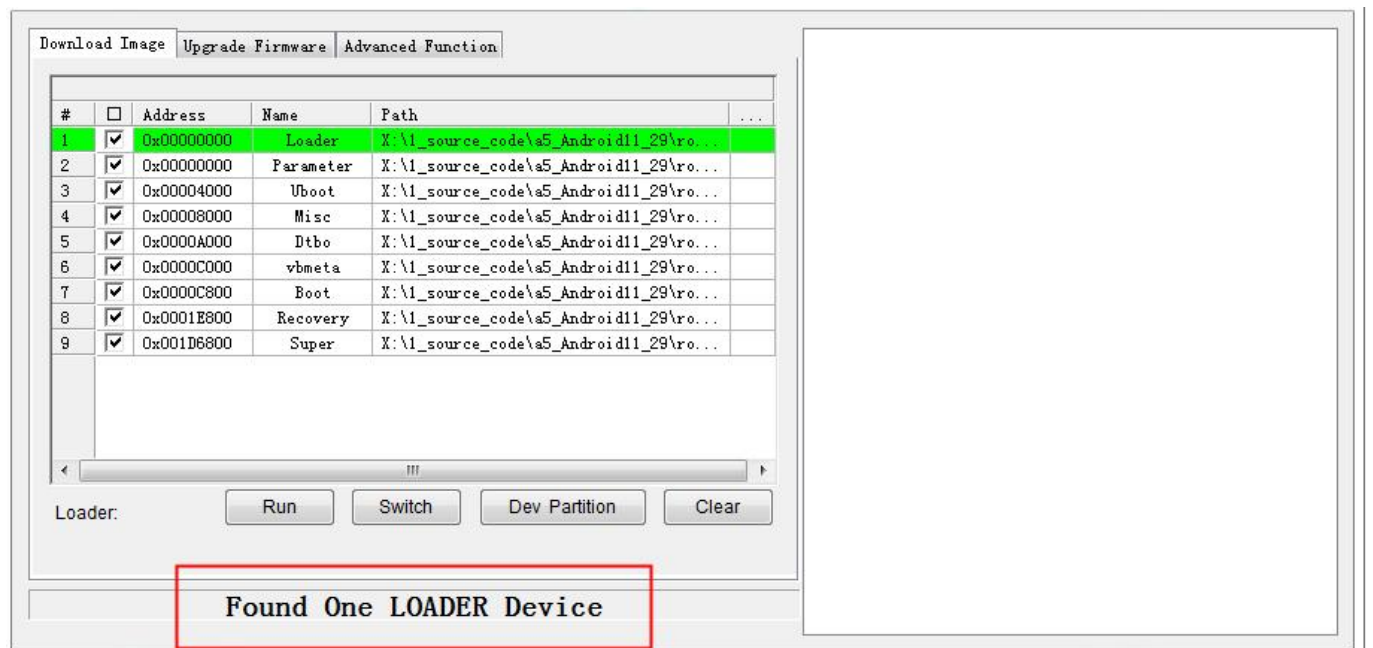 Download Image Upgrade Firmware Advanced Function
# Address Name Path ...
1 0x00000000 Loader X:\1_source_code\a5_Android11_29\ro...
2 0x00000000 Parameter X:\1_source_code\a5_Android11_29\ro...
3 0x00004000 Uboot X:\1_source_code\a5_Android11_29\ro...
4 0x00008000 Misc X:\1_source_code\a5_Android11_29\ro...
5 0x0000A000 Dtbo X:\1_source_code\a5_Android11_29\ro...
6 0x0000C000 vbmeta X:\1_source_code\a5_Android11_29\ro...
7 0x0000C800 Boot X:\1_source_code\a5_Android11_29\ro...
8 0x0001E800 Recovery X:\1_source_code\a5_Android11_29\ro...
9 0x001D6800 Super X:\1_source_code\a5_Android11_29\ro...
Loader: Run Switch Dev Partition Clear
Found One LOADER Device